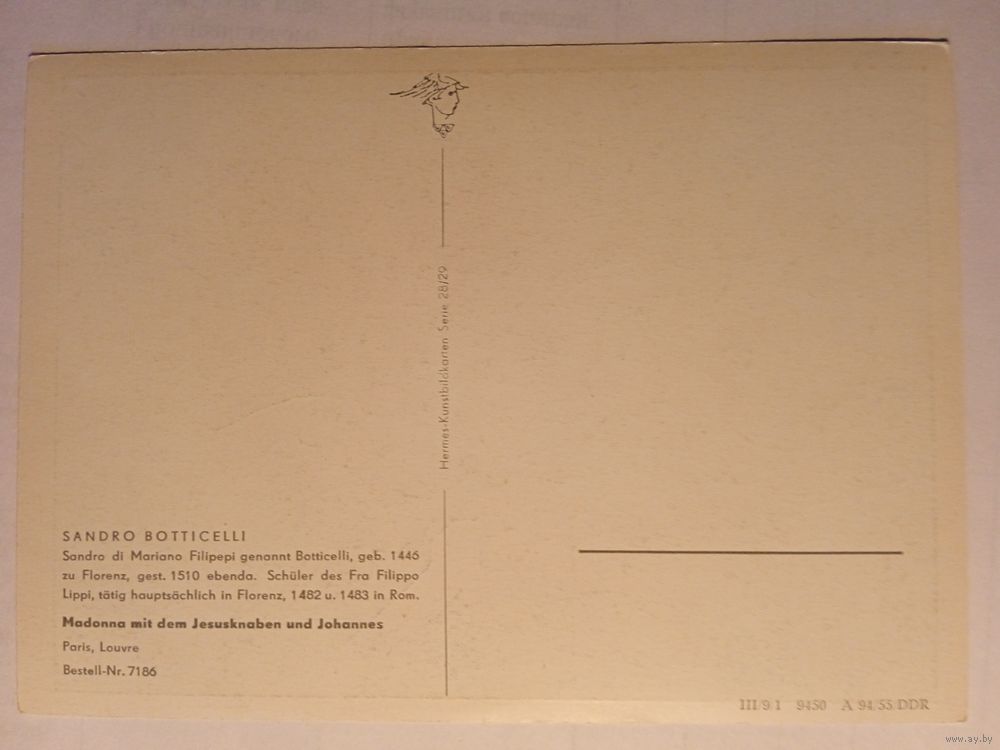 Hermes-Kunstbildkarten Serie 28/29
SANDRO BOTTICELLI
Sandro di Mariano Filipepi genannt Botticelli, geb. 1446
zu Florenz, gest. 1510 ebenda. Schüler des Fra Filippo
Lippi, tätig hauptsächlich in Florenz, 1482 u. 1483 in Rom.
Madonna mit dem Jesusknaben und Johannes
Paris, Louvre
Bestell-Nr. 7186
III/9/1 9450 A 94/55/DDR
www.ay.by